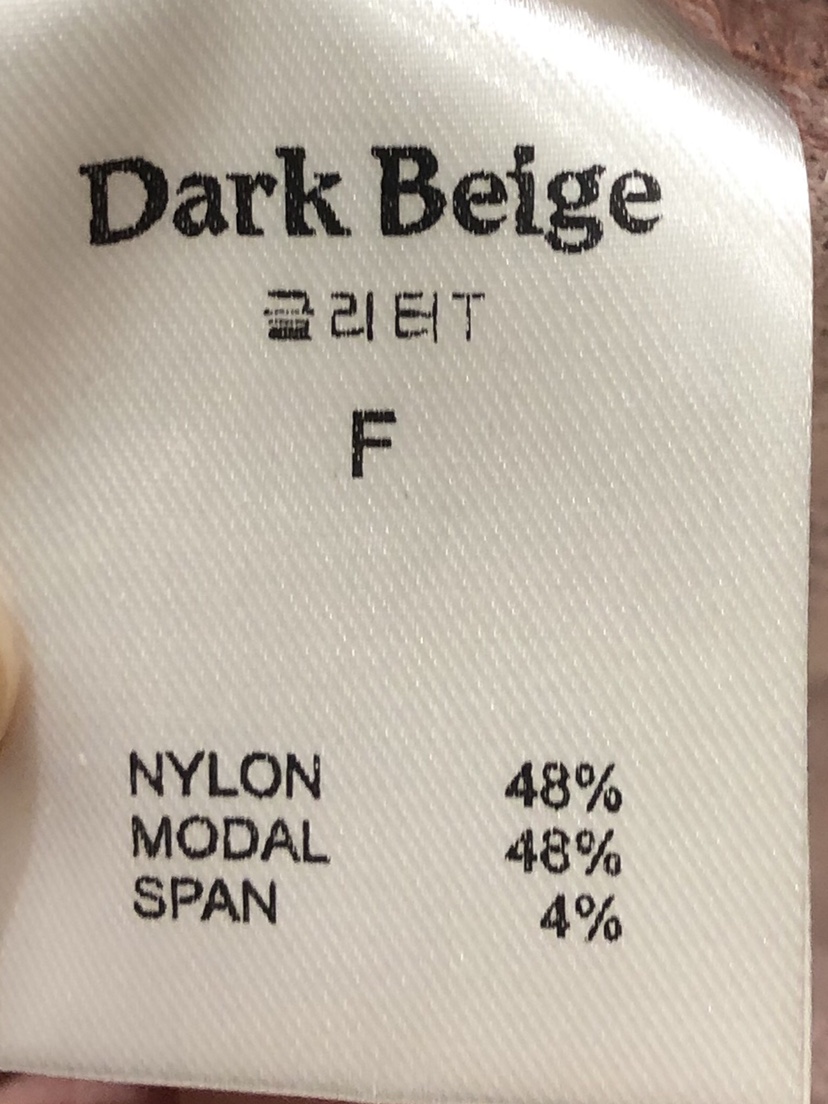 Dark Beige
글리터T
F
NYLON 48%
MODAL 48%
SPAN 4%